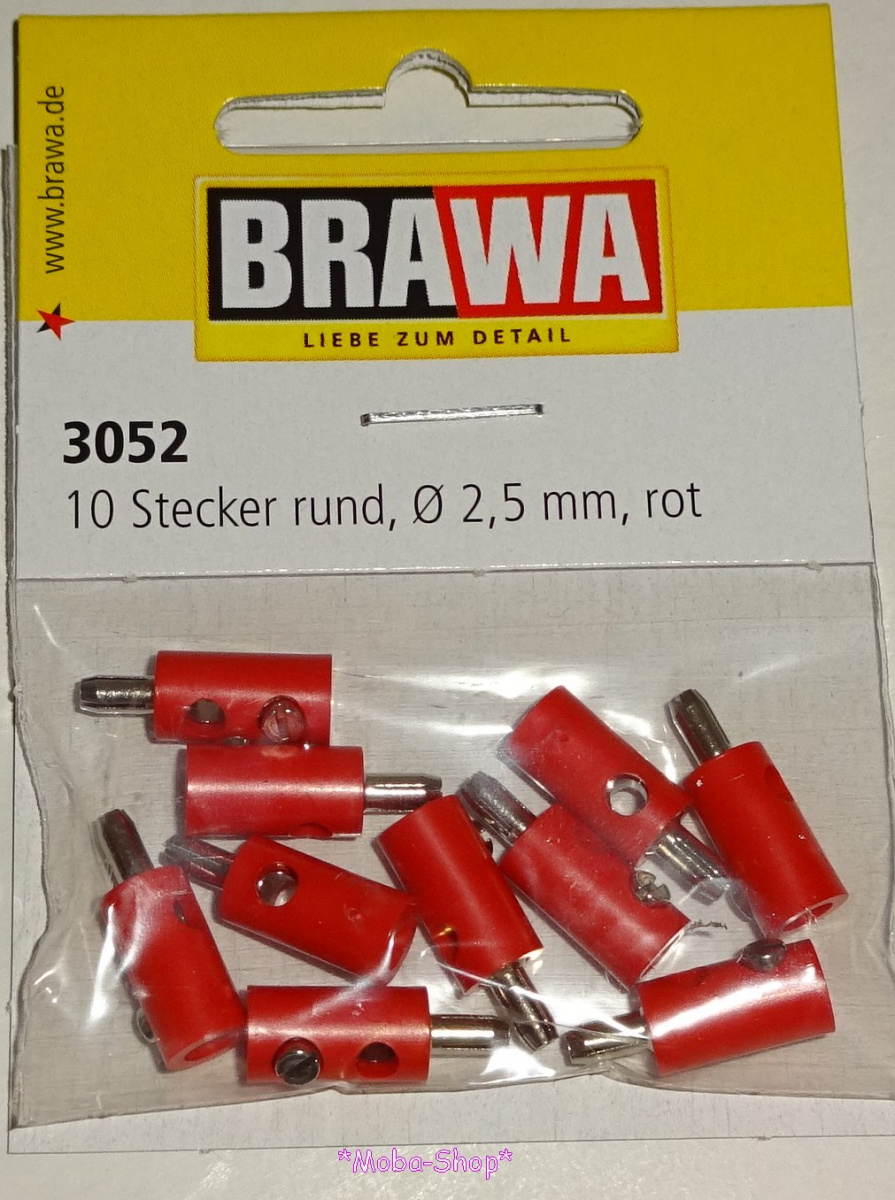 www.brawa.de
BRAWA
LIEBE ZUM DETAIL
3052
10 Stecker rund, Ø 2,5 mm, rot
*Moba-Shop*